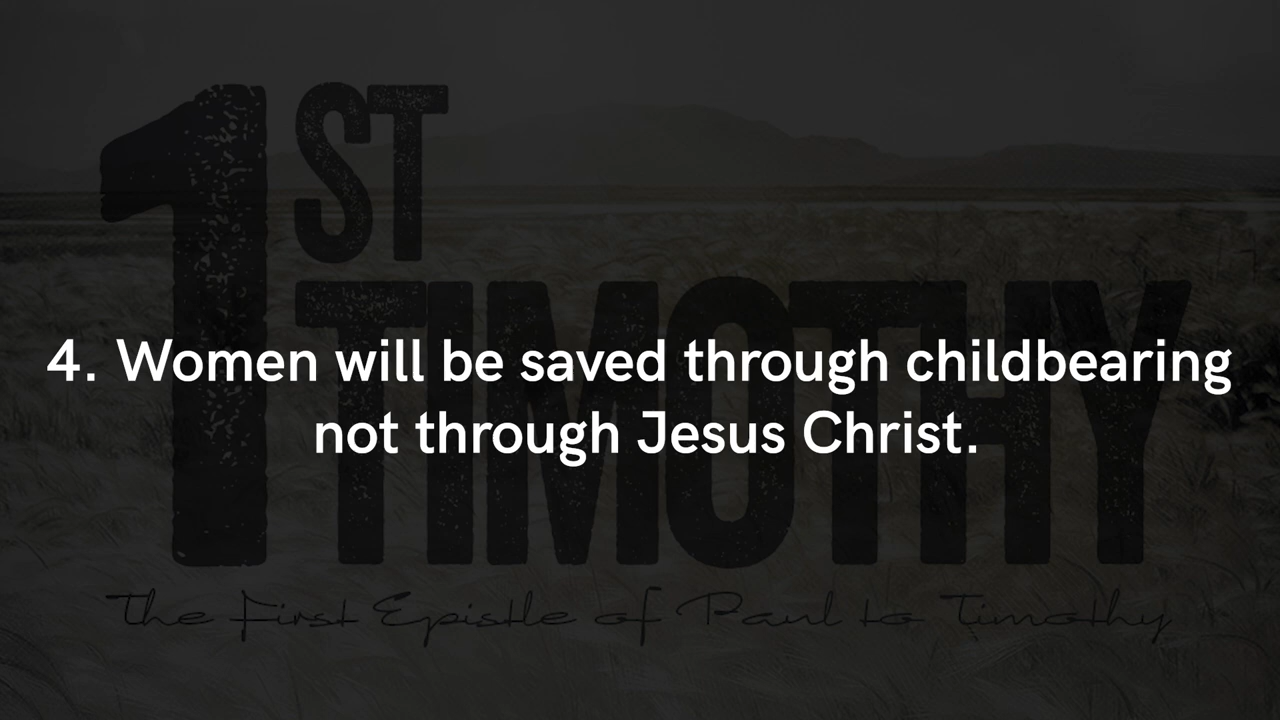 1ST
TIMOTHY
4. Women will be saved through childbearing
not through Jesus Christ.
The First Epistle of Paul to Timothy